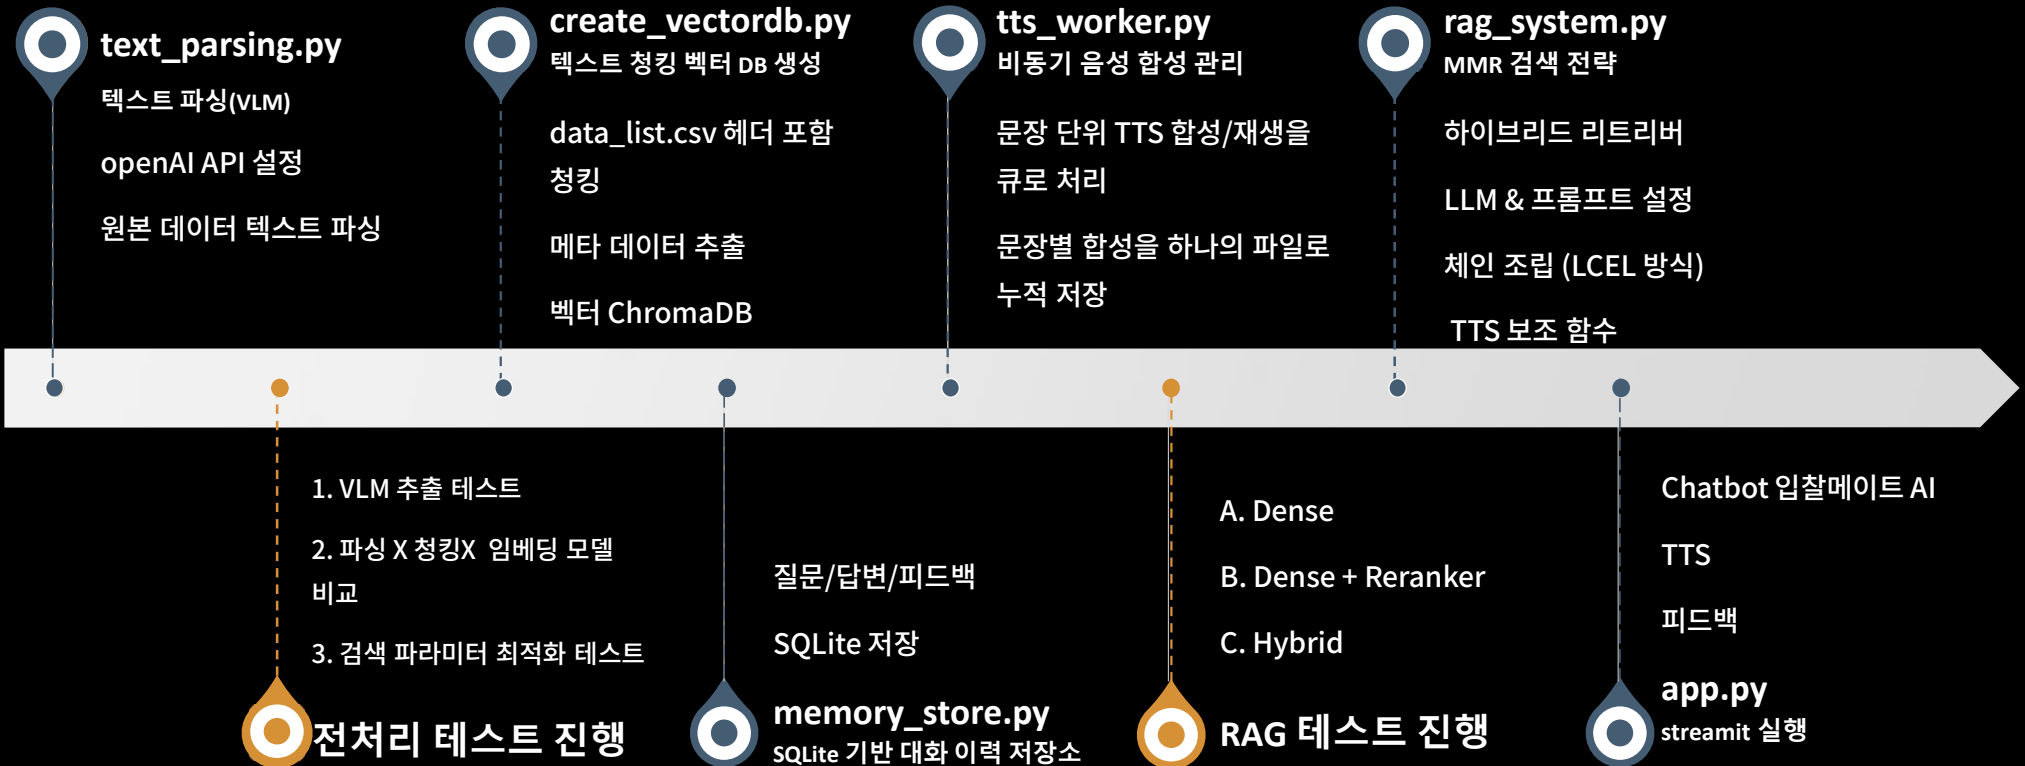 text_parsing.py
텍스트 파싱(VLM)
openAI API 설정
원본 데이터 텍스트 파싱
create_vectordb.py
텍스트 청킹 벡터 DB 생성
data_list.csv 헤더 포함
청킹
메타 데이터 추출
벡터 ChromaDB
tts_worker.py
비동기 음성 합성 관리
문장 단위 TTS 합성/재생을
큐로 처리
문장별 합성을 하나의 파일로
누적 저장
rag_system.py
MMR 검색 전략
하이브리드 리트리버
LLM & 프롬프트 설정
체인 조립 (LCEL 방식)
TTS 보조 함수
1. VLM 추출 테스트
2. 파싱 X 청킹X 임베딩 모델
비교
3. 검색 파라미터 최적화 테스트
전처리 테스트 진행
질문/답변/피드백
SQLite 저장
memory_store.py
SQLite 기반 대화 이력 저장소
A. Dense
B. Dense + Reranker
C. Hybrid
RAG 테스트 진행
Chatbot 입찰메이트 AI
TTS
피드백
app.py
streamit 실행